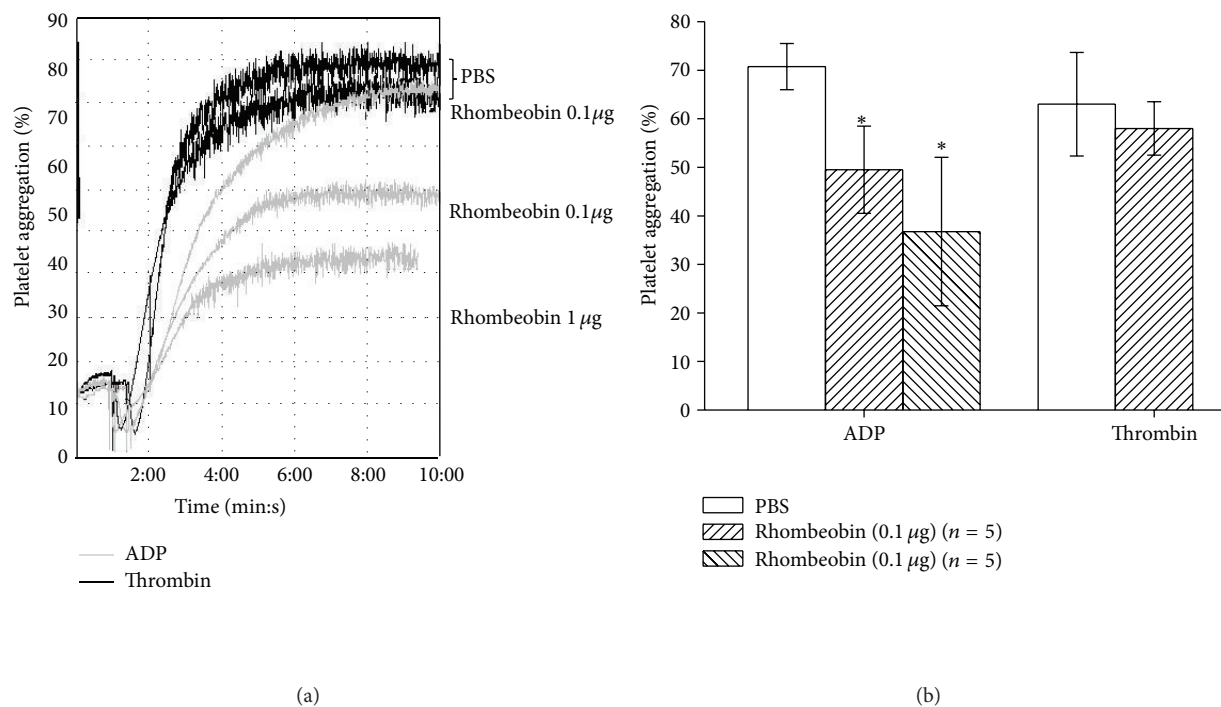 90
80
70
60
50
40
30
20
10
0
Platelet aggregation (%)
2:00 4:00 6:00 8:00 10:00
Time (min:s)
PBS
Rhombeobin 0.1µg
Rhombeobin 0.1µg
Rhombeobin 1 µg
ADP
Thrombin
(a)
80
70
60
50
40
30
20
10
0
Platelet aggregation (%)
*
*
ADP Thrombin
PBS
Rhombeobin (0.1 µg) (n = 5)
Rhombeobin (0.1 µg) (n = 5)
(b)